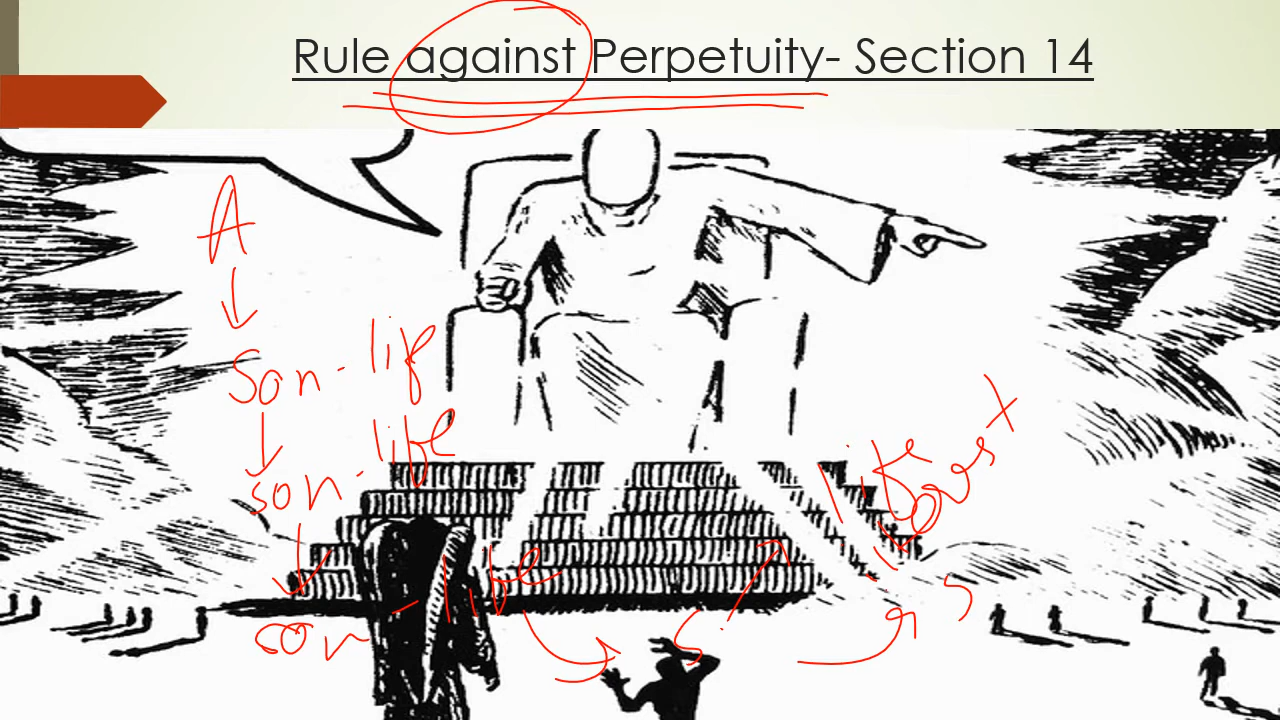 Rule against Perpetuity- Section 14
A
Son - life
son - life
son - life
S
life